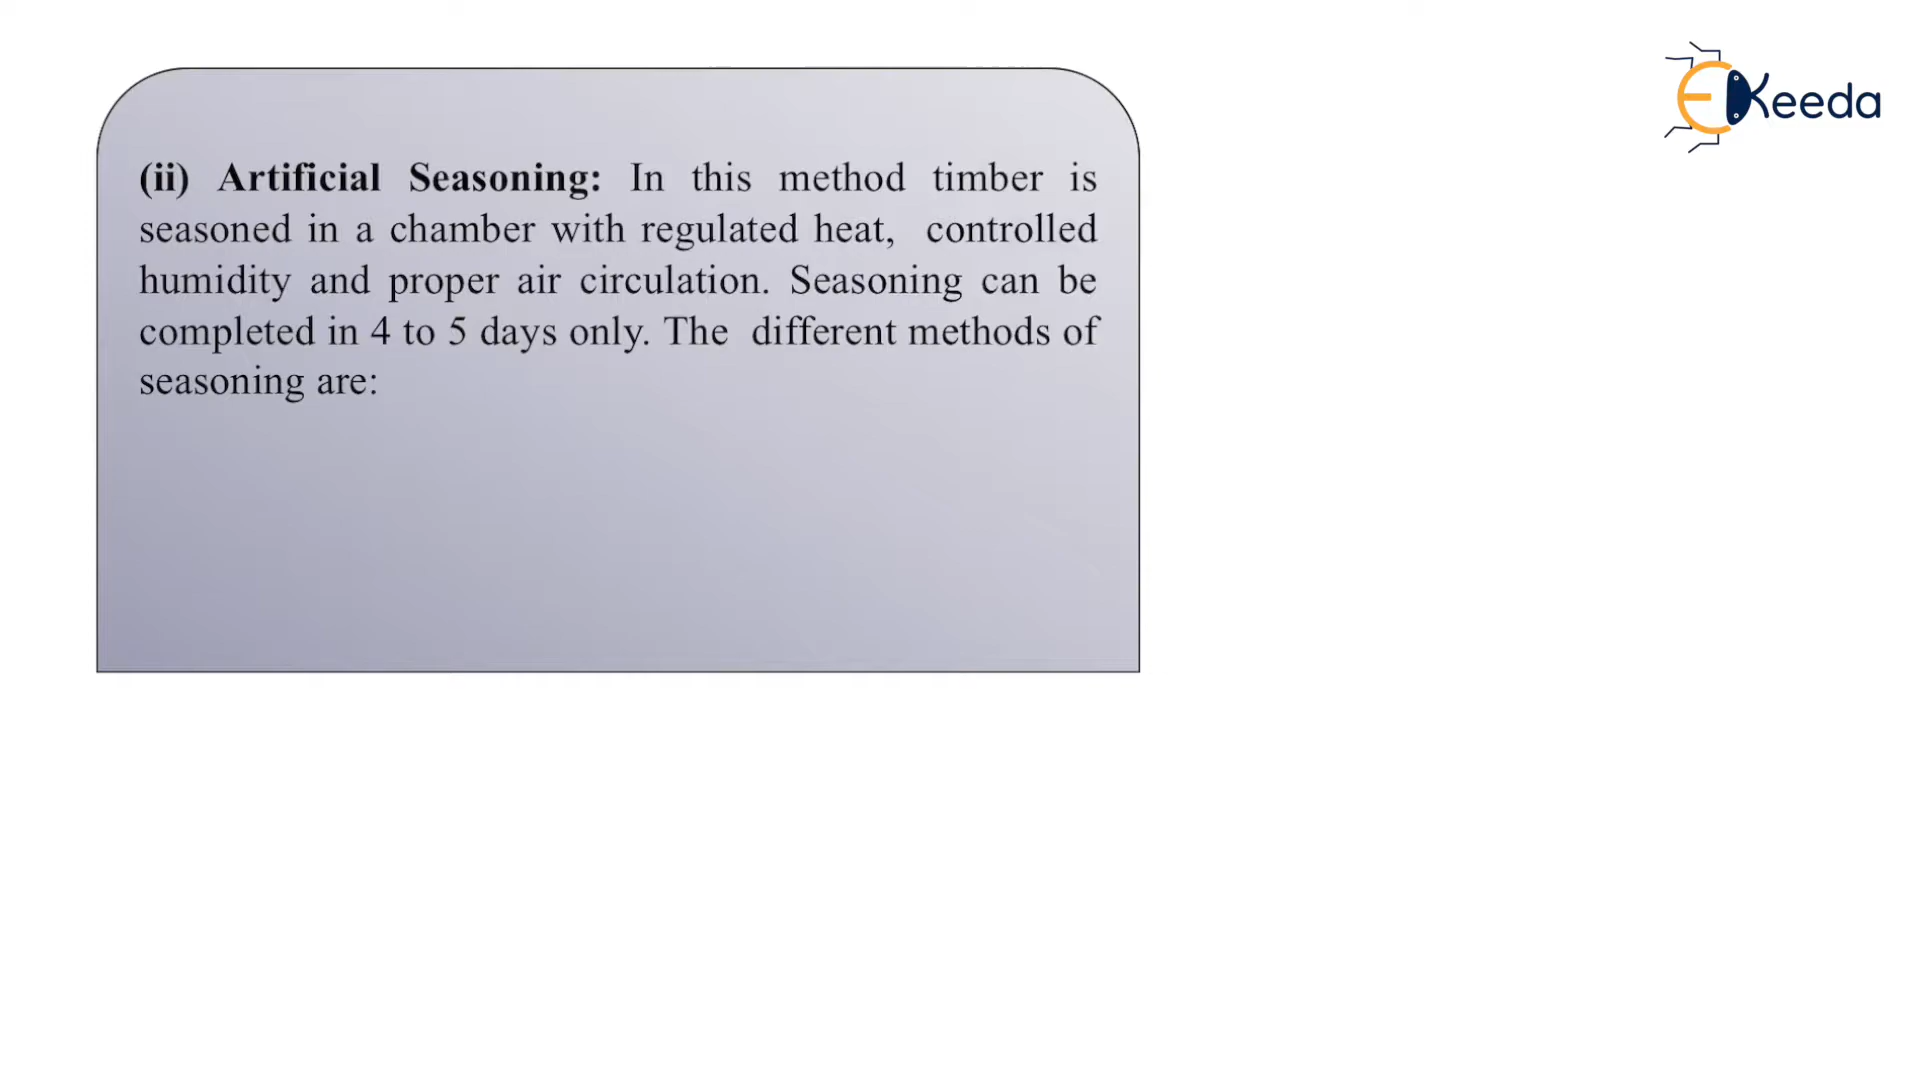 EKeeda
(ii) Artificial Seasoning: In this method timber is
seasoned in a chamber with regulated heat, controlled
humidity and proper air circulation. Seasoning can be
completed in 4 to 5 days only. The different methods of
seasoning are: